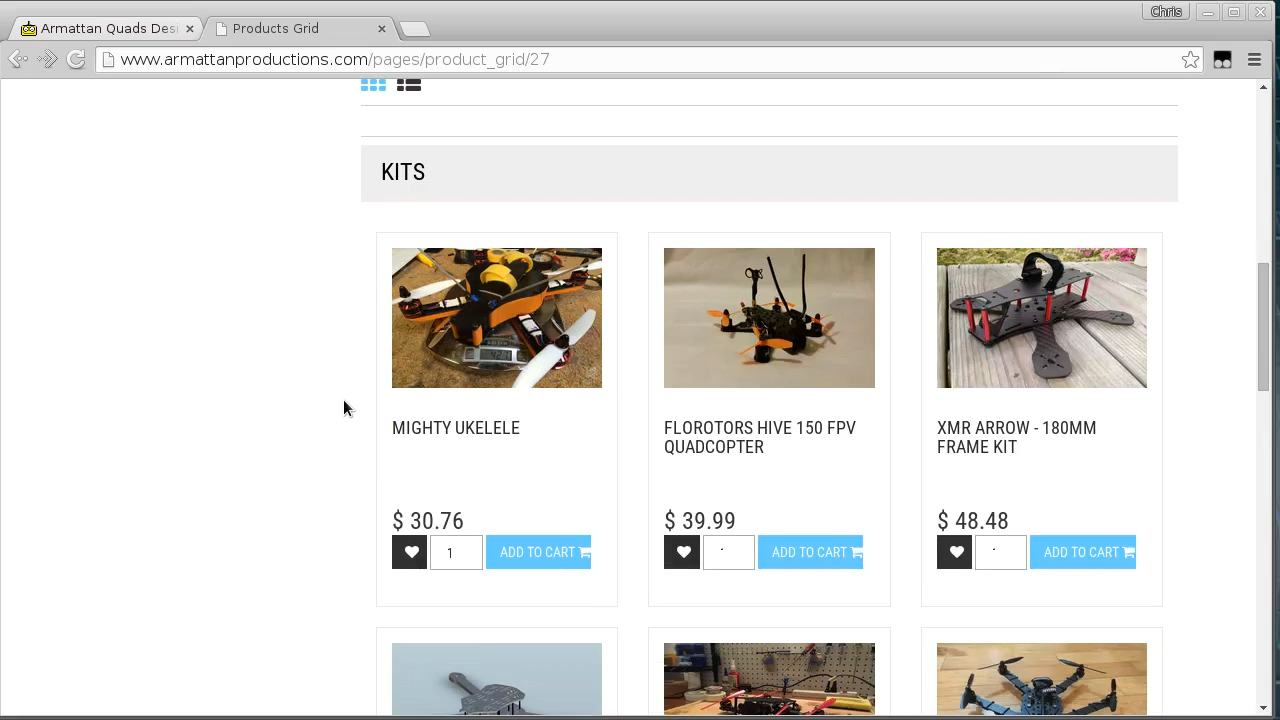 Chris
Armattan Quads Des
Products Grid
www.armattanproductions.com/pages/product_grid/27
KITS
MIGHTY UKELELE
FLOROTORS HIVE 150 FPV
QUADCOPTER
XMR ARROW - 180MM
FRAME KIT
$ 30.76
$ 39.99
$ 48.48
1
ADD TO CART
ADD TO CART
ADD TO CART